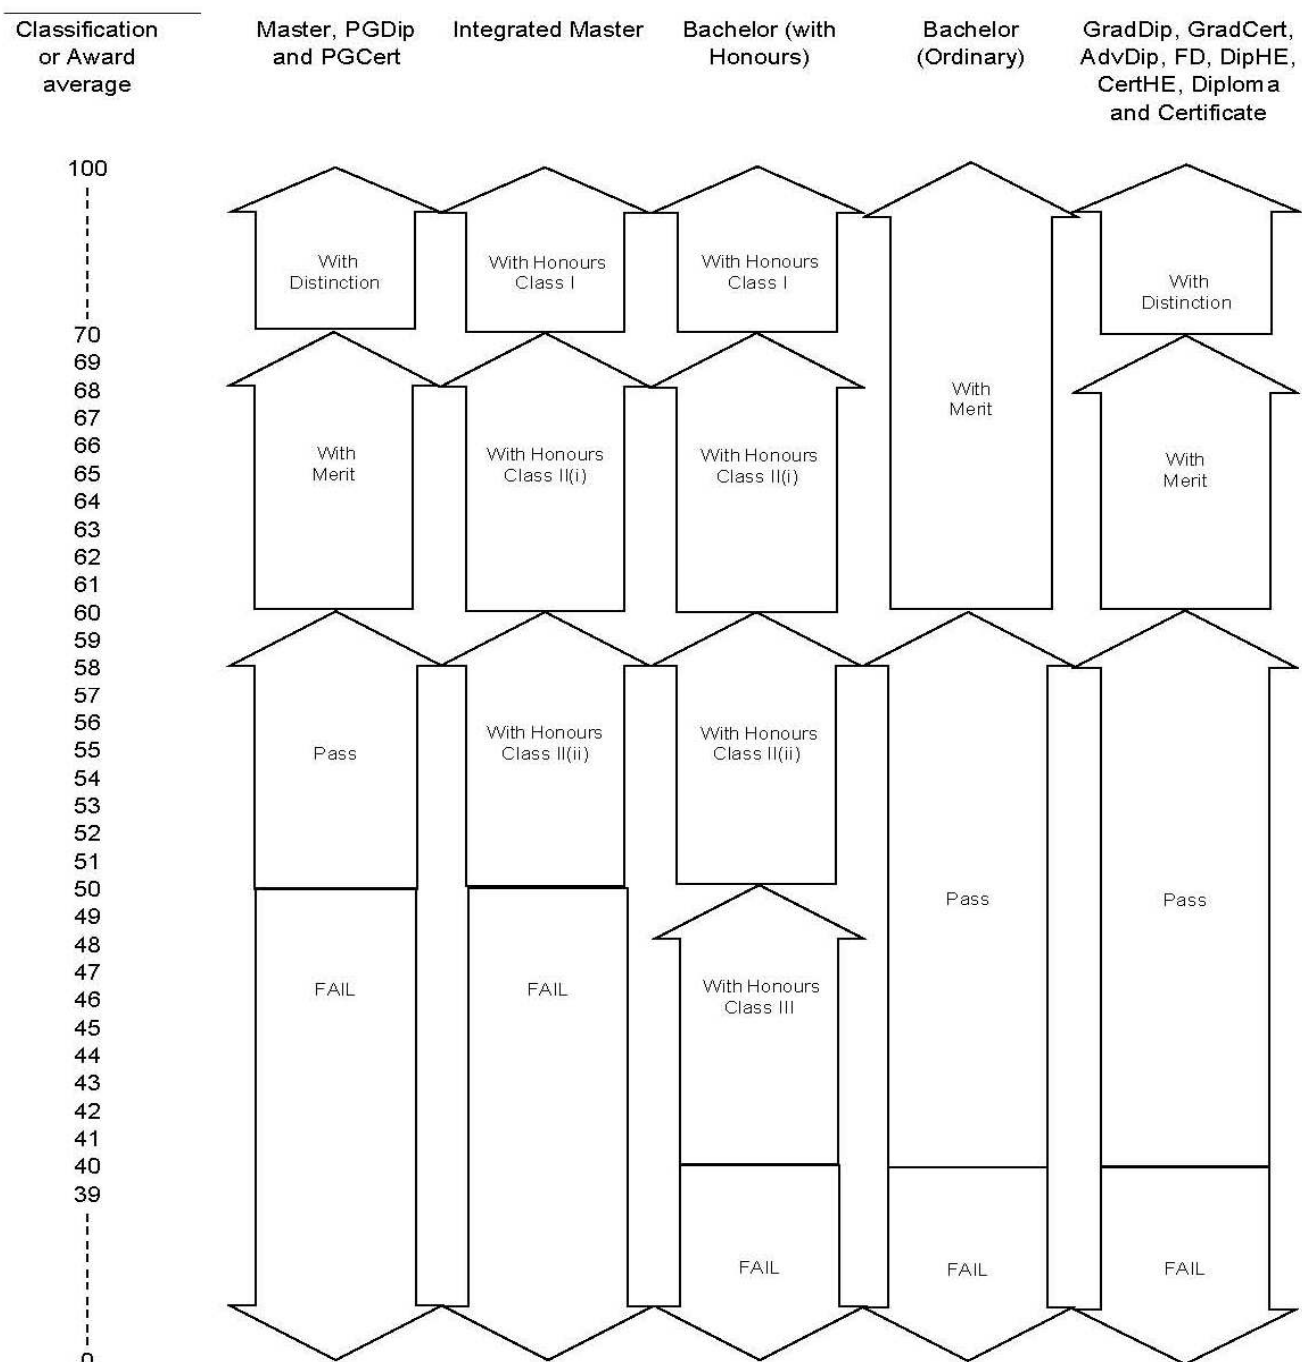 Classification
or Award
average
Master, PGDip
and PGCert
Integrated Master
Bachelor (with
Honours)
Bachelor
(Ordinary)
GradDip, GradCert,
AdvDip, FD, DipHE,
CertHE, Diploma
and Certificate
100
With
Distinction
With Honours
Class I
With Honours
Class I
With
Distinction
70
69
68
67
66
65
64
63
62
61
60
With
Merit
With
Merit
With Honours
Class II(i)
With Honours
Class II(i)
With
Merit
59
58
57
56
55
54
53
52
51
50
Pass
With Honours
Class II(ii)
With Honours
Class II(ii)
Pass
Pass
49
48
47
46
45
44
43
42
41
40
39
FAIL
FAIL
With Honours
Class III
FAIL
FAIL
FAIL
0